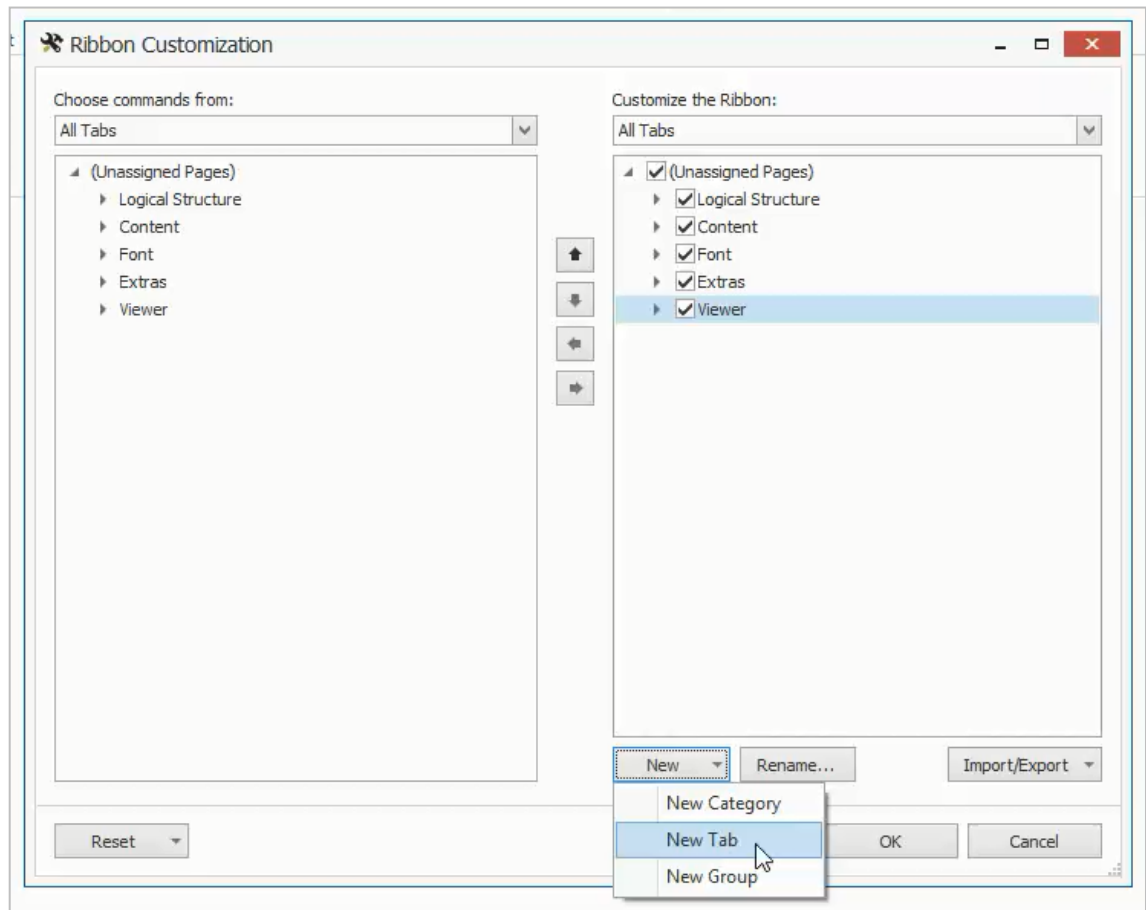 t
Ribbon Customization
Choose commands from:
All Tabs
(Unassigned Pages)
Logical Structure
Content
Font
Extras
Viewer
Customize the Ribbon:
All Tabs
(Unassigned Pages)
Logical Structure
Content
Font
Extras
Viewer
New
Rename...
Import/Export
New Category
New Tab
New Group
Reset
OK
Cancel